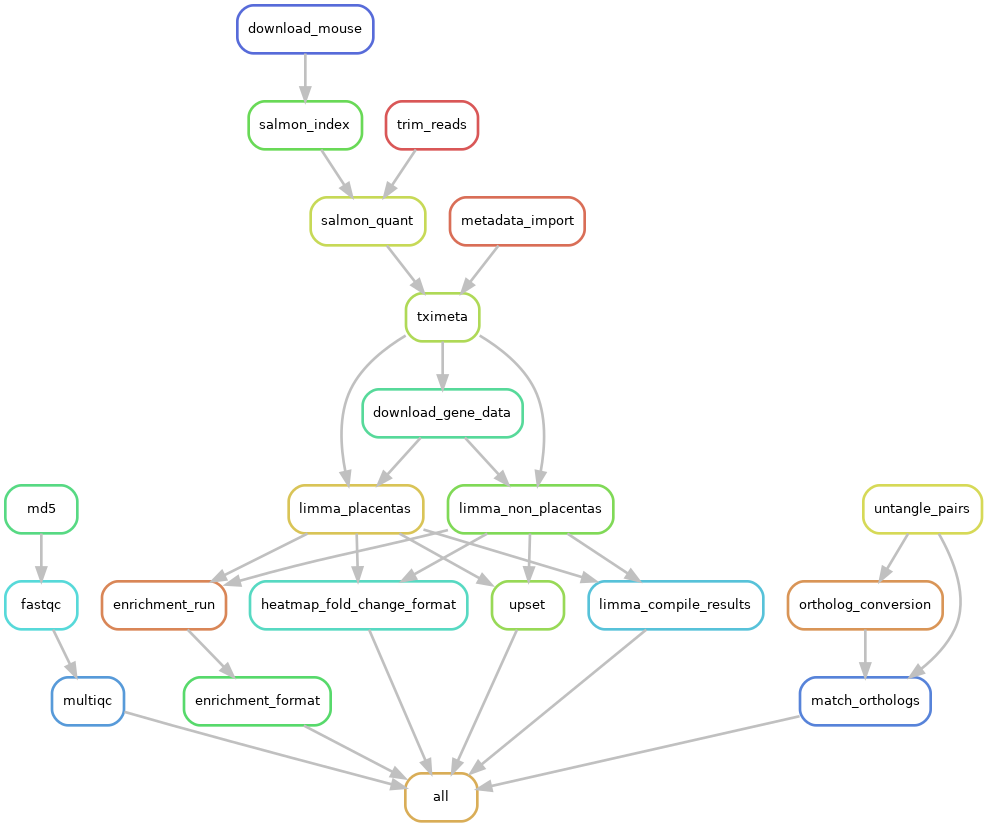 download_mouse
salmon_index
trim_reads
salmon_quant
metadata_import
tximeta
download_gene_data
md5
limma_placentas
limma_non_placentas
untangle_pairs
fastqc
enrichment_run
heatmap_fold_change_format
upset
limma_compile_results
ortholog_conversion
multiqc
enrichment_format
match_orthologs
all